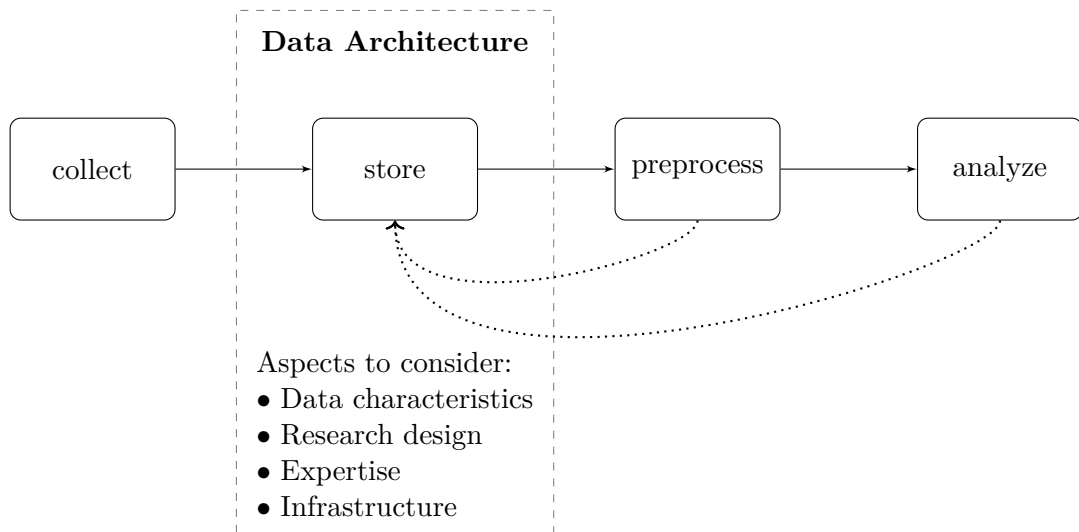 Data Architecture
collect
store
preprocess
analyze
Aspects to consider:
• Data characteristics
• Research design
• Expertise
• Infrastructure